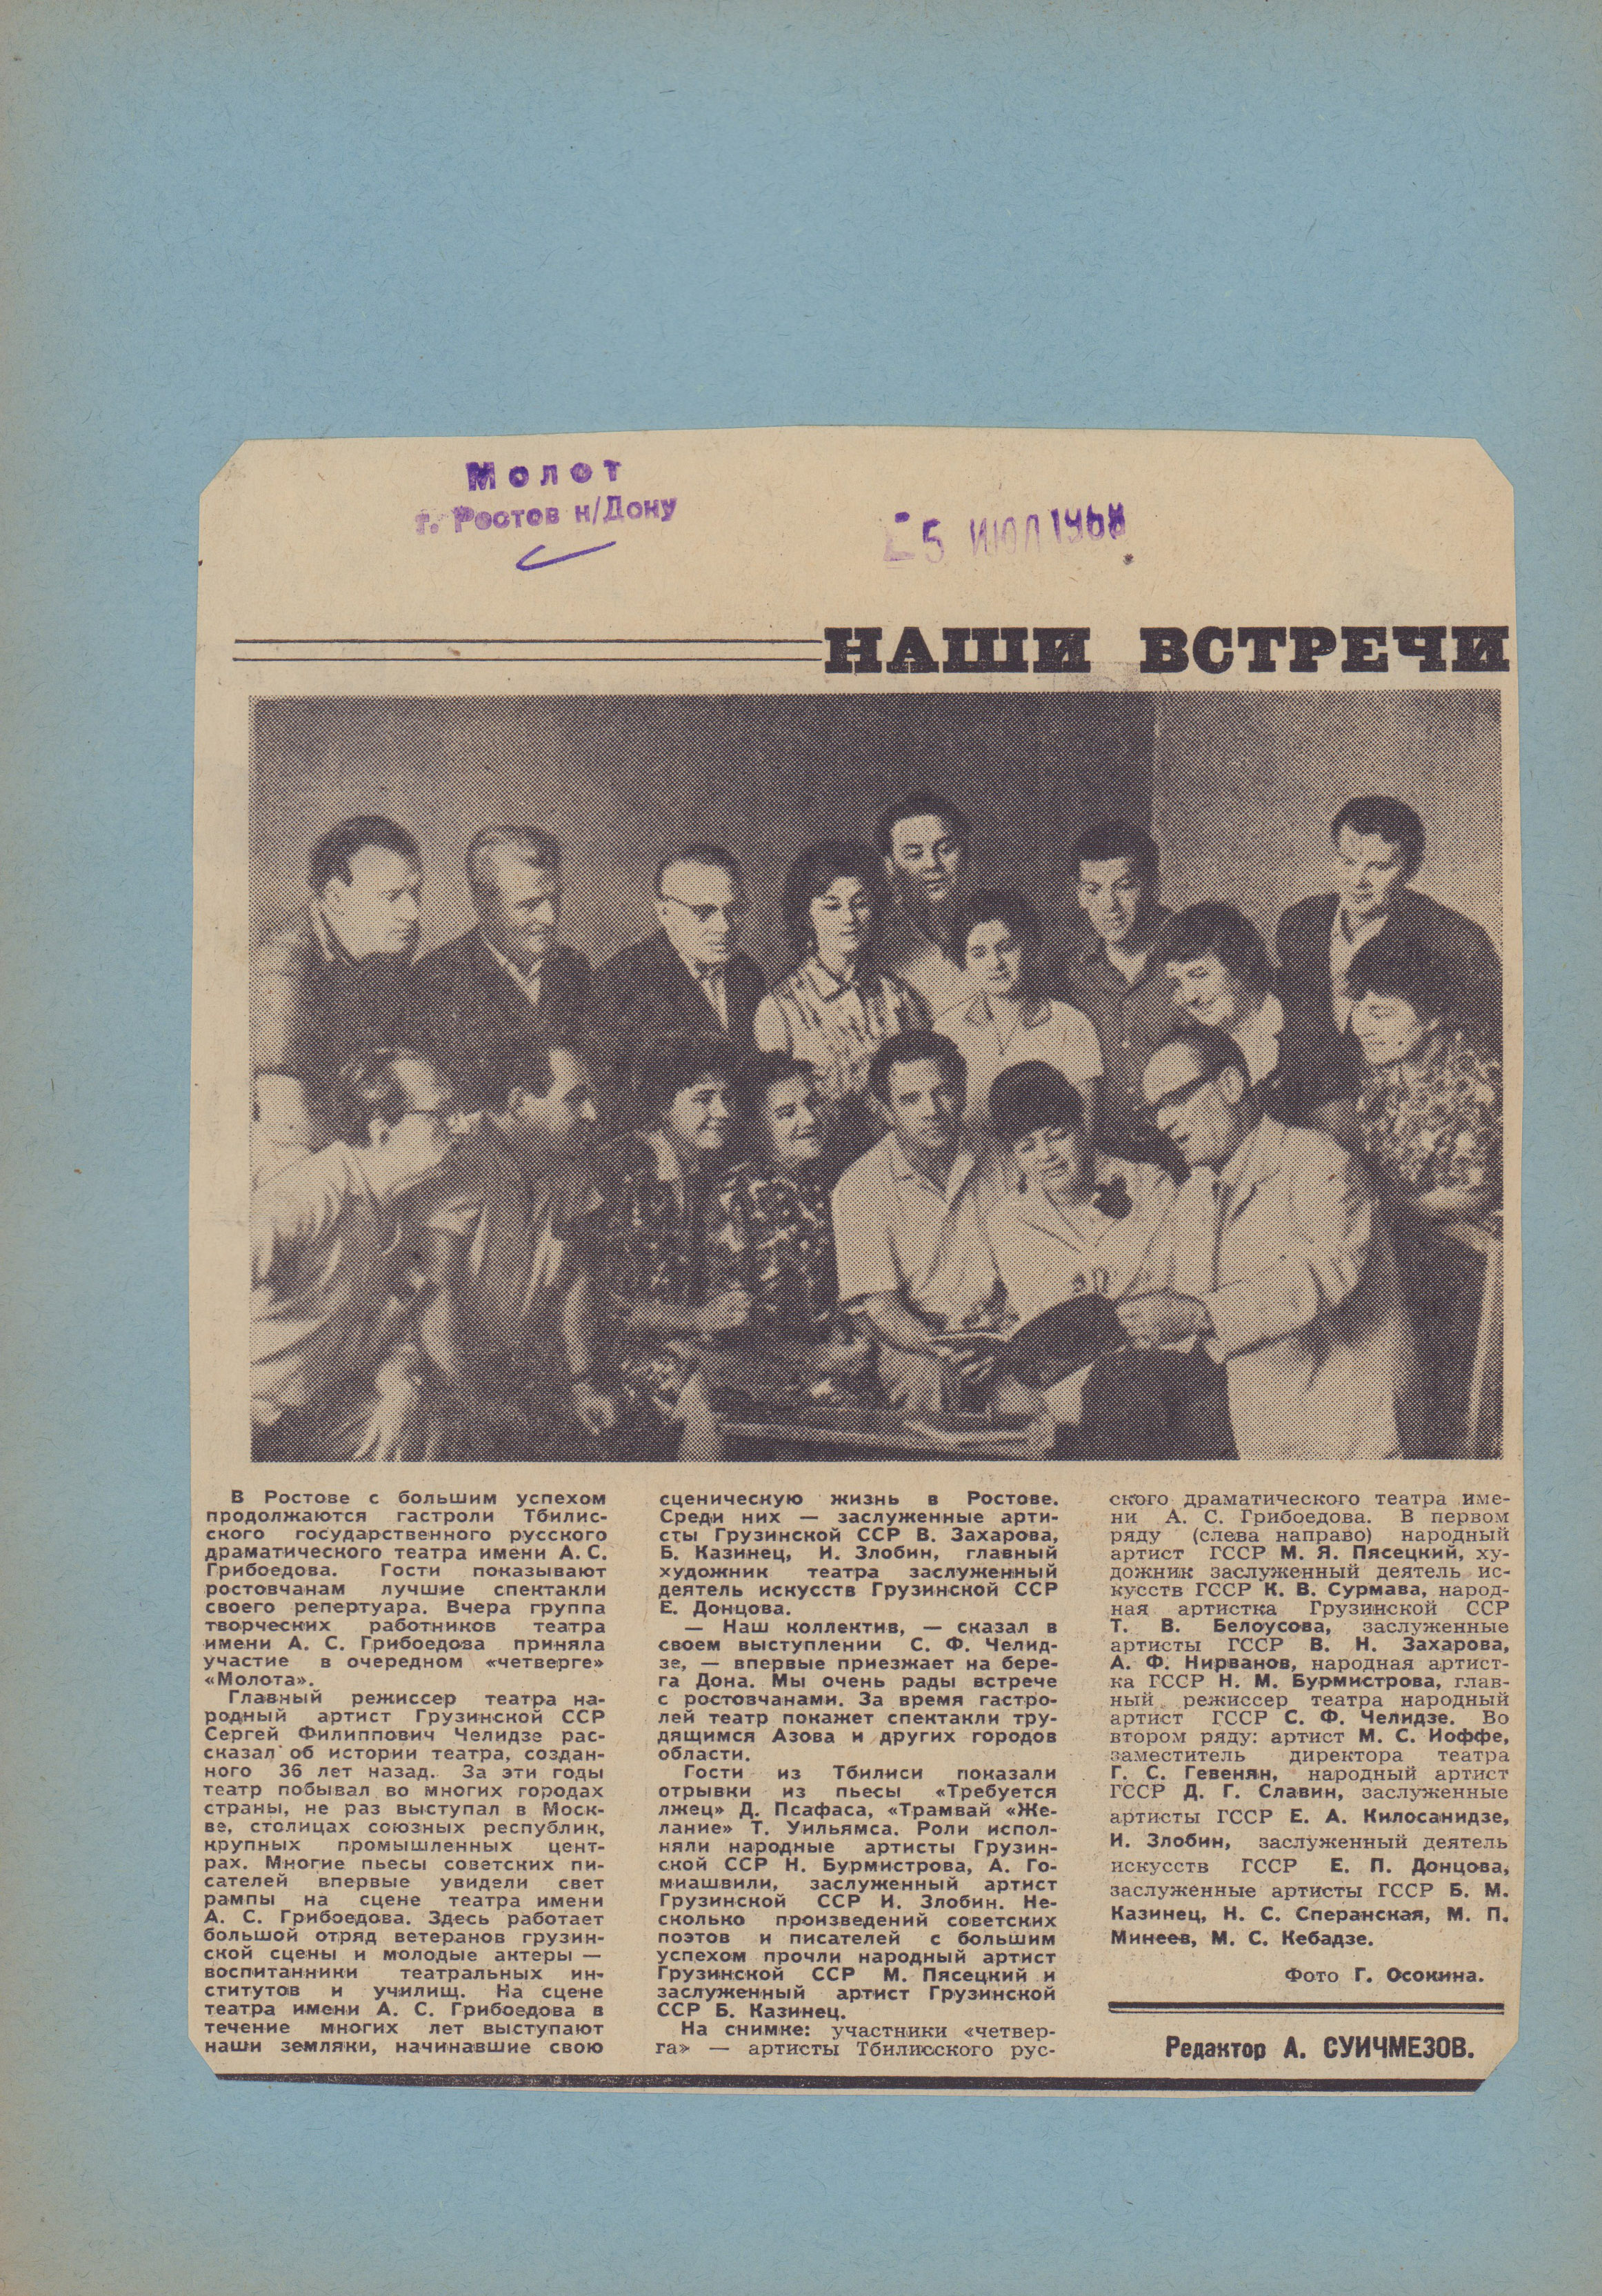 Молот
г. Ростов н/Дону
5 ИЮЛ 1968
НАШИ ВСТРЕЧИ
В Ростове с большим успехом
продолжаются гастроли Тбилис-
ского государственного русского
драматического театра имени А. С.
Грибоедова. Гости показывают
ростовчанам лучшие спектакли
своего репертуара. Вчера группа
творческих работников театра
имени А. С. Грибоедова приняла
участие в очередном «четверге»
«Молота».
Главный режиссер театра на-
родный артист Грузинской ССР
Сергей Филиппович Челидзе рас-
сказал об истории театра, создан-
ного 36 лет назад. За эти годы
театр побывал во многих городах
страны, не раз выступал в Моск-
ве, столицах союзных республик,
крупных промышленных цент-
рах. Многие пьесы советских пи-
сателей впервые увидели свет
рампы на сцене театра имени
А. С. Грибоедова. Здесь работает
большой отряд ветеранов грузин-
ской сцены и молодые актеры —
воспитанники театральных ин-
ститутов и училищ. На сцене
театра имени А. С. Грибоедова в
течение многих лет выступают
наши земляки, начинавшие свою
сценическую жизнь в Ростове.
Среди них — заслуженные арти-
сты Грузинской ССР В. Захарова,
Б. Казинец, И. Злобин, главный
художник театра заслуженный
деятель искусств Грузинской ССР
Е. Донцова.
— Наш коллектив, — сказал в
своем выступлении С. Ф. Челид-
зе, — впервые приезжает на бере-
га Дона. Мы очень рады встрече
с ростовчанами. За время гастро-
лей театр покажет спектакли тру-
дящимся Азова и других городов
области.
Гости из Тбилиси показали
отрывки из пьесы «Требуется
лжец» Д. Псафаса, «Трамвай «Же-
лание» Т. Уильямса. Роли испол-
няли народные артисты Грузин-
ской ССР Н. Бурмистрова, А. Го-
миашвили, заслуженный артист
Грузинской ССР И. Злобин. Не-
сколько произведений советских
поэтов и писателей с большим
успехом прочли народный артист
Грузинской ССР М. Пясецкий и
заслуженный артист Грузинской
ССР Б. Казинец.
На снимке: участники «четвер-
га» — артисты Тбилисского рус-
ского драматического театра име-
ни А. С. Грибоедова. В первом
ряду (слева направо) народный
артист ГССР М. Я. Пясецкий, ху-
дожник заслуженный деятель ис-
кусств ГССР К. В. Сурмава, народ-
ная артистка Грузинской ССР
Т. В. Белоусова, заслуженные
артисты ГССР В. Н. Захарова,
А. Ф. Нирванов, народная артист-
ка ГССР Н. М. Бурмистрова, глав-
ный режиссер театра народный
артист ГССР С. Ф. Челидзе. Во
втором ряду: артист М. С. Иоффе,
заместитель директора театра
Г. С. Гевенян, народный артист
ГССР Д. Г. Славин, заслуженные
артисты ГССР Е. А. Килосанидзе,
И. Злобин, заслуженный деятель
искусств ГССР Е. П. Донцова,
заслуженные артисты ГССР Б. М.
Казинец, Н. С. Сперанская, М. П.
Минеев, М. С. Кебадзе.
Фото Г. Осокина.
Редактор А. СУИЧМЕЗОВ.